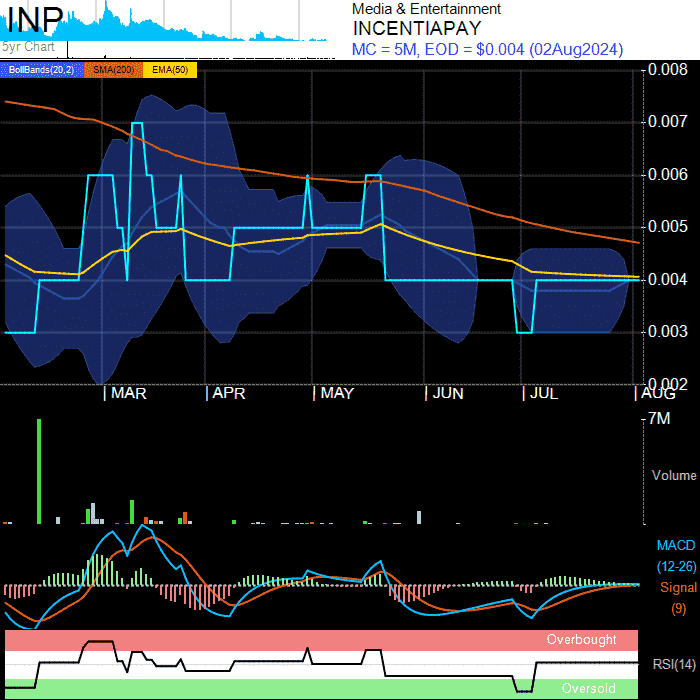 INP
5yr Chart
Media & Entertainment
INCENTIAPAY
MC = 5M, EOD = $0.004 (02Aug2024)
BollBands(20,2) SMA(200) EMA(50)
0.008
0.007
0.006
0.005
0.004
0.003
0.002
MAR APR MAY JUN JUL AUG
7M
Volume
MACD
(12-26)
Signal
(9)
Overbought
RSI(14)
Oversold